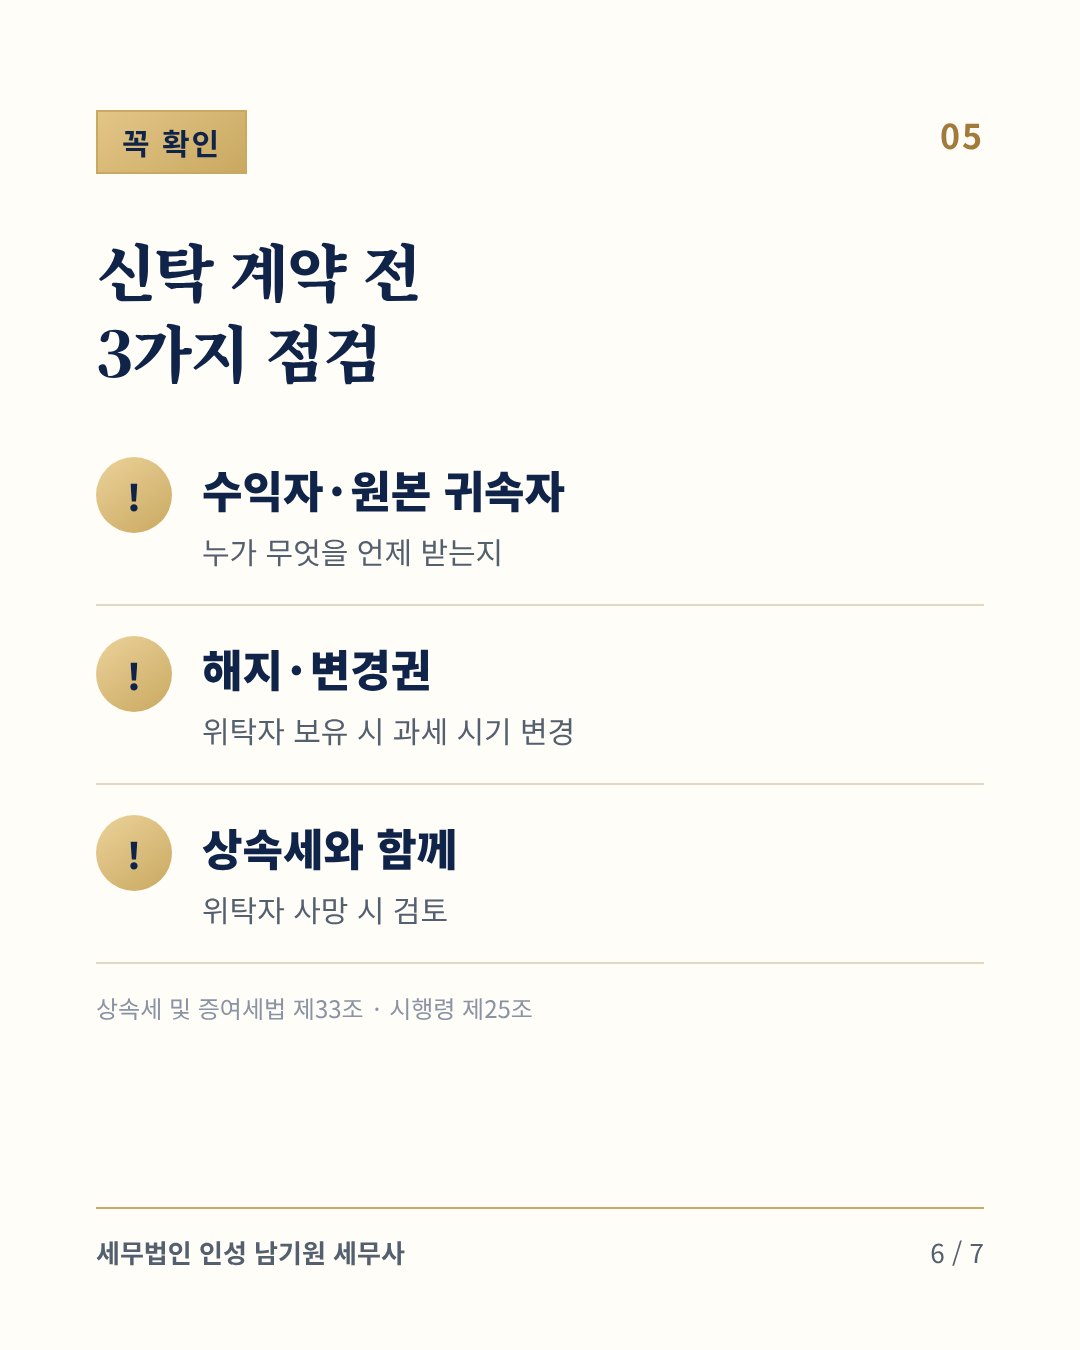 꼭 확인
05
신탁 계약 전
3가지 점검
!
수익자·원본 귀속자
누가 무엇을 언제 받는지
!
해지·변경권
위탁자 보유 시 과세 시기 변경
!
상속세와 함께
위탁자 사망 시 검토
상속세 및 증여세법 제33조 · 시행령 제25조
세무법인 인성 남기원 세무사
6 / 7